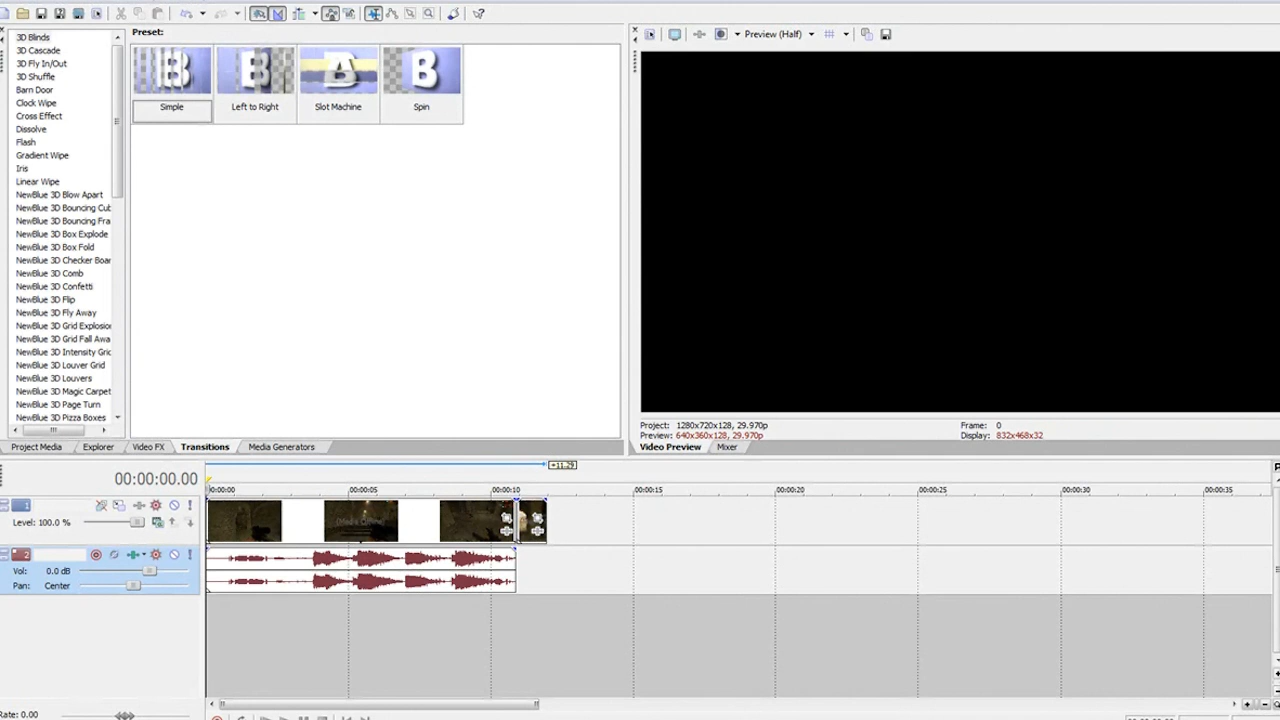 Preview (Half)
3D Blinds
3D Cascade
3D Fly In/Out
3D Shuffle
Barn Door
Clock Wipe
Cross Effect
Dissolve
Flash
Gradient Wipe
Iris
Linear Wipe
NewBlue 3D Blow Apart
NewBlue 3D Bouncing Cub
NewBlue 3D Bouncing Fra
NewBlue 3D Box Explode
NewBlue 3D Box Fold
NewBlue 3D Checker Boar
NewBlue 3D Comb
NewBlue 3D Confetti
NewBlue 3D Flip
NewBlue 3D Fly Away
NewBlue 3D Grid Explosion
NewBlue 3D Grid Fall Awa
NewBlue 3D Intensity Grid
NewBlue 3D Louver Grid
NewBlue 3D Louvers
NewBlue 3D Magic Carpet
NewBlue 3D Page Turn
NewBlue 3D Pizza Boxes
Preset:
Simple
Left to Right
Slot Machine
Spin
Project: 1280x720x128, 29.970p
Preview: 640x360x128, 29.970p
Frame: 0
Display: 832x468x32
Project Media Explorer Video FX Transitions Media Generators
Video Preview Mixer
00:00:00.00
+11.29
00:00:05 00:00:10 00:00:15 00:00:20 00:00:25 00:00:30 00:00:35
1
Level: 100.0 %
(Media Offline)
2
Vol: 0.0 dB
Pan: Center
Rate: 0.00